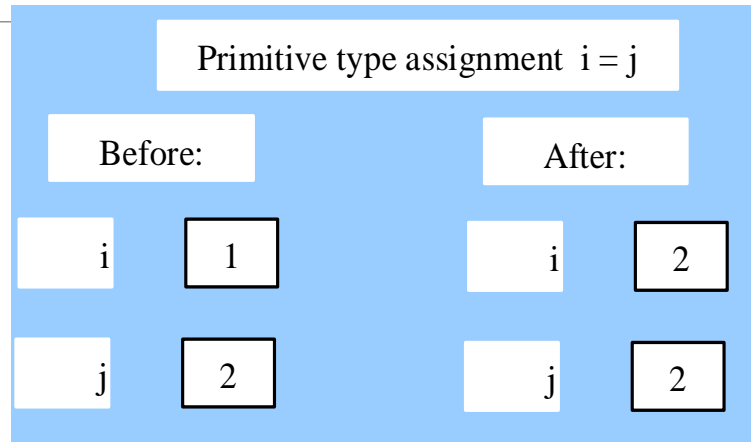 Primitive type assignment i = j
Before:
After:
i 1
i 2
j 2
j 2